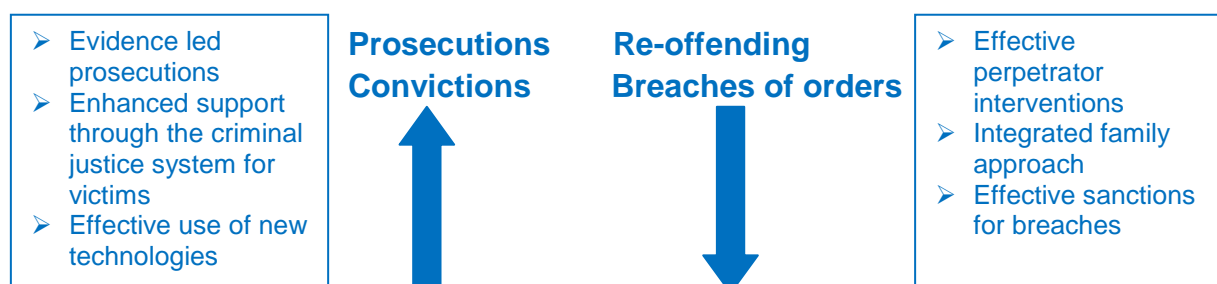 ➢ Evidence led
prosecutions
➢ Enhanced support
through the criminal
justice system for
victims
➢ Effective use of new
technologies
Prosecutions
Convictions
Re-offending
Breaches of orders
➢ Effective
perpetrator
interventions
➢ Integrated family
approach
➢ Effective sanctions
for breaches